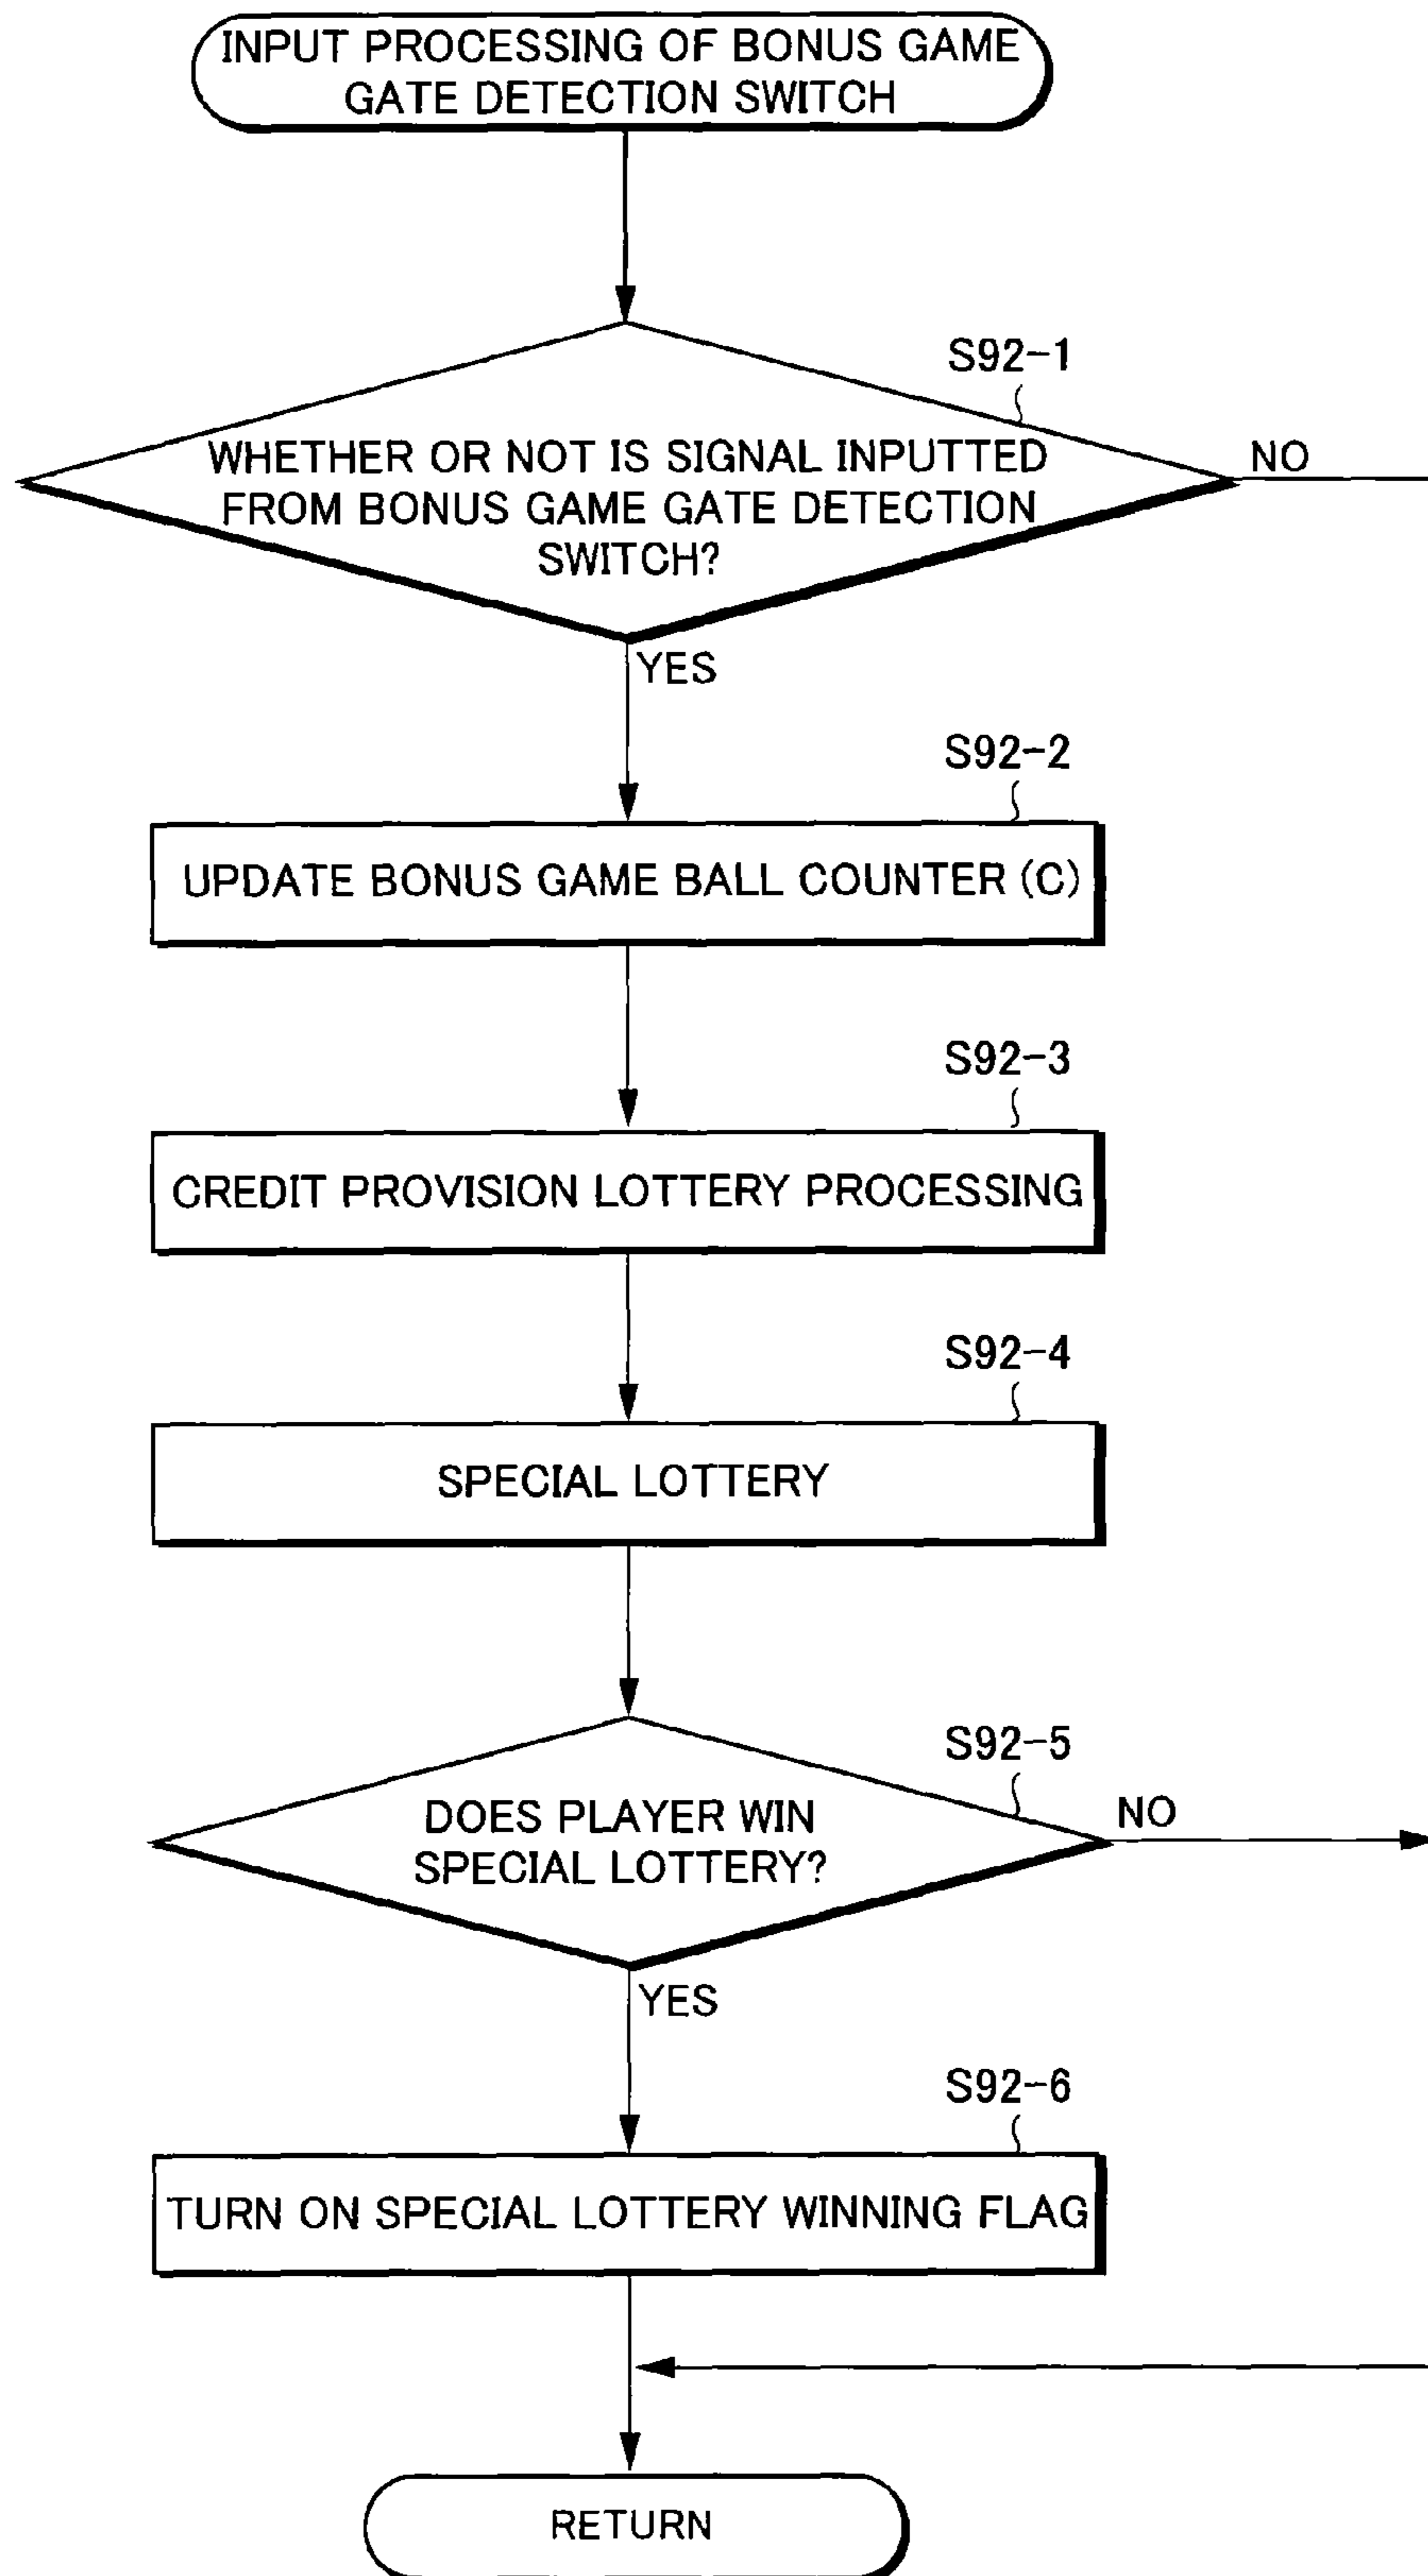 INPUT PROCESSING OF BONUS GAME
GATE DETECTION SWITCH
S92-1
WHETHER OR NOT IS SIGNAL INPUTTED
FROM BONUS GAME GATE DETECTION
SWITCH?
NO
YES
S92-2
UPDATE BONUS GAME BALL COUNTER (C)
S92-3
CREDIT PROVISION LOTTERY PROCESSING
S92-4
SPECIAL LOTTERY
S92-5
DOES PLAYER WIN
SPECIAL LOTTERY?
NO
YES
S92-6
TURN ON SPECIAL LOTTERY WINNING FLAG
RETURN